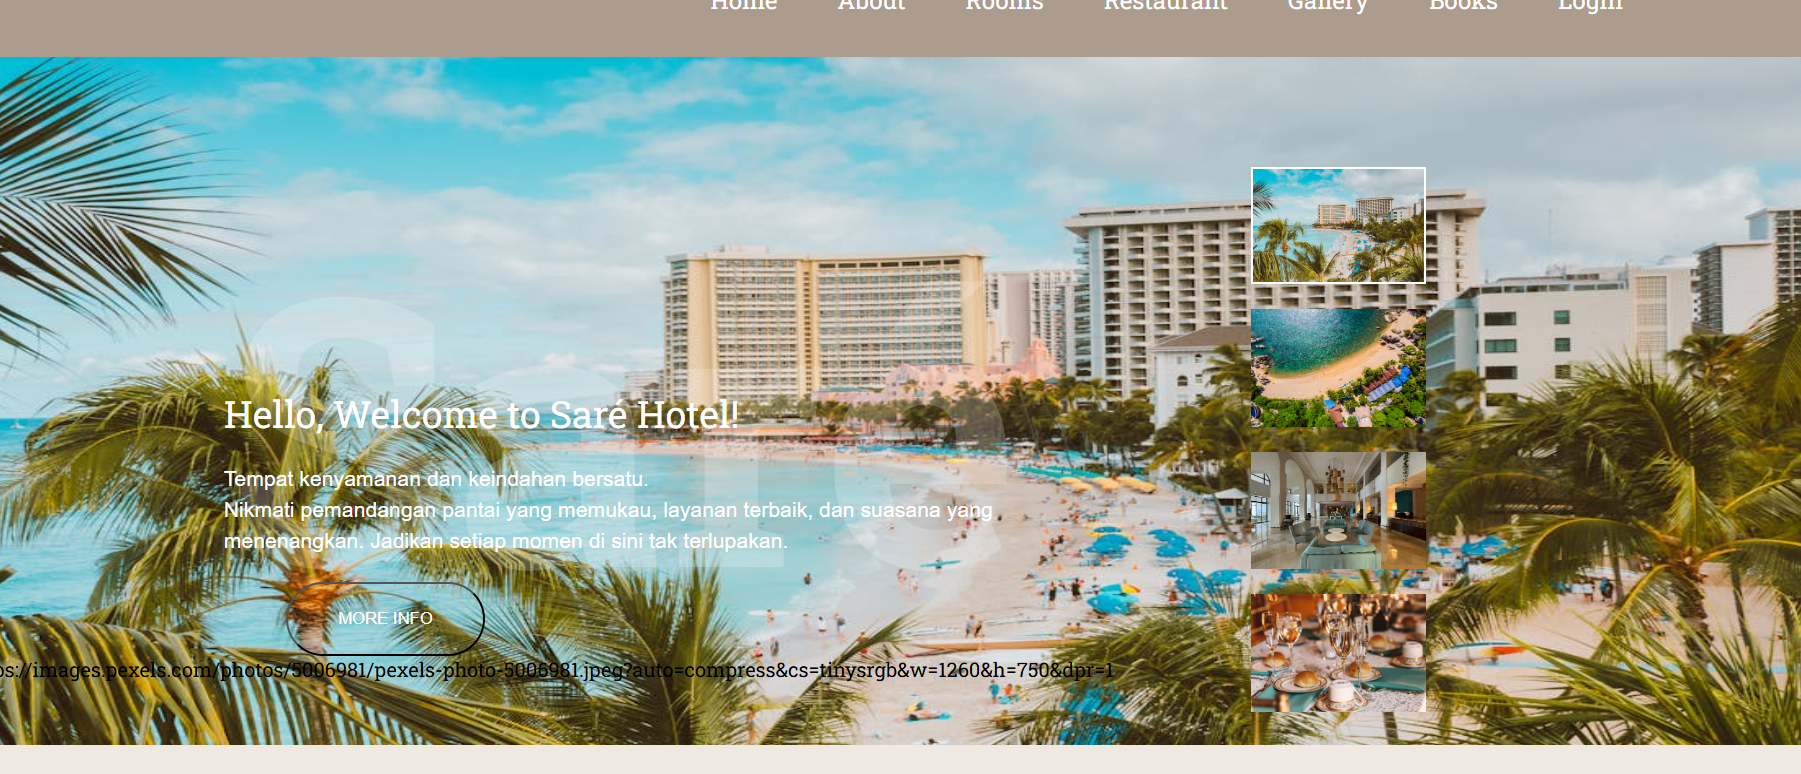 Home About Rooms Restaurant Gallery Books Login
Saré
Hello, Welcome to Saré Hotel!
Tempat kenyamanan dan keindahan bersatu.
Nikmati pemandangan pantai yang memukau, layanan terbaik, dan suasana yang
menenangkan. Jadikan setiap momen di sini tak terlupakan.
MORE INFO
ps://images.pexels.com/photos/5006981/pexels-photo-5006981.jpeg?auto=compress&cs=tinysrgb&w=1260&h=750&dpr=1